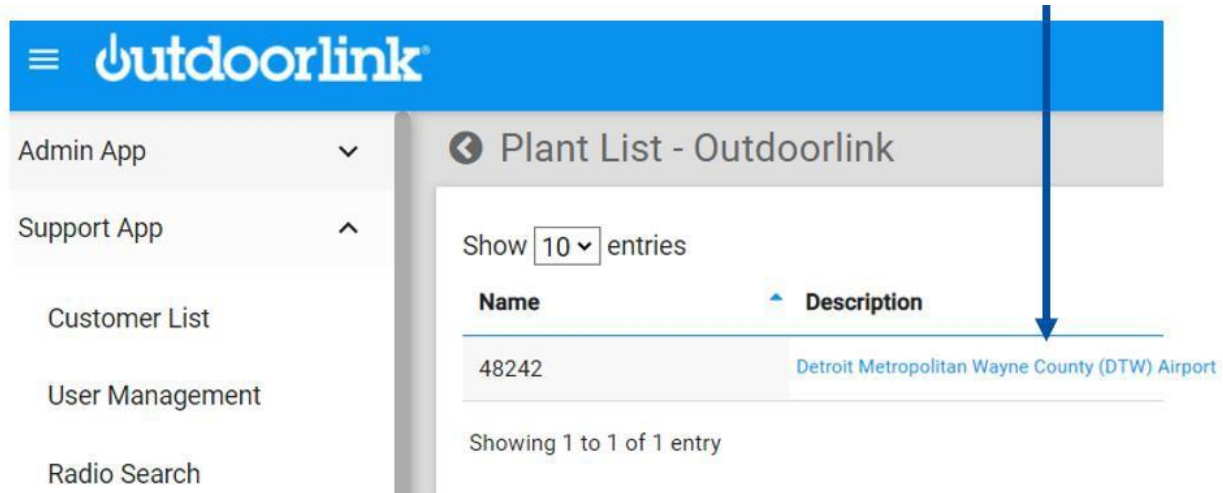 Outdoorlink®
Admin App
Support App
Customer List
User Management
Radio Search
Plant List - Outdoorlink
Show 10 entries
Name Description
48242 Detroit Metropolitan Wayne County (DTW) Airport
Showing 1 to 1 of 1 entry